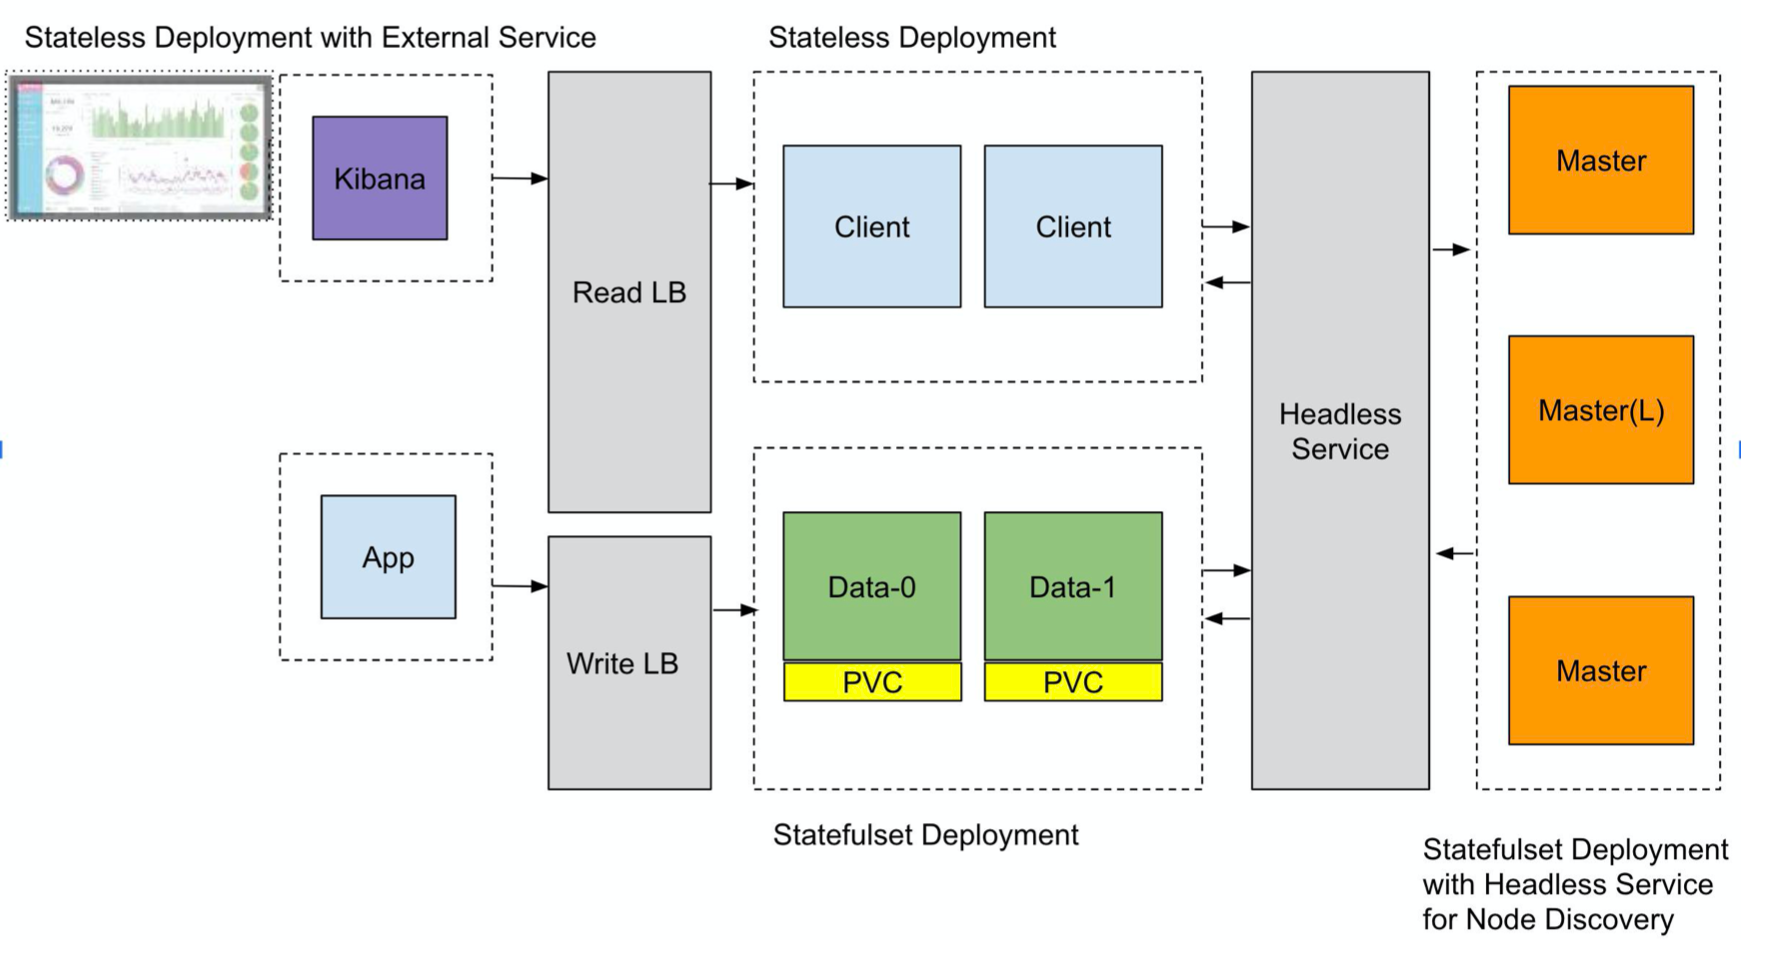 Stateless Deployment with External Service
Stateless Deployment
Kibana
Read LB
Client
Client
Headless
Service
Master
Master(L)
Master
App
Write LB
Data-0
Data-1
PVC
PVC
Statefulset Deployment
Statefulset Deployment
with Headless Service
for Node Discovery